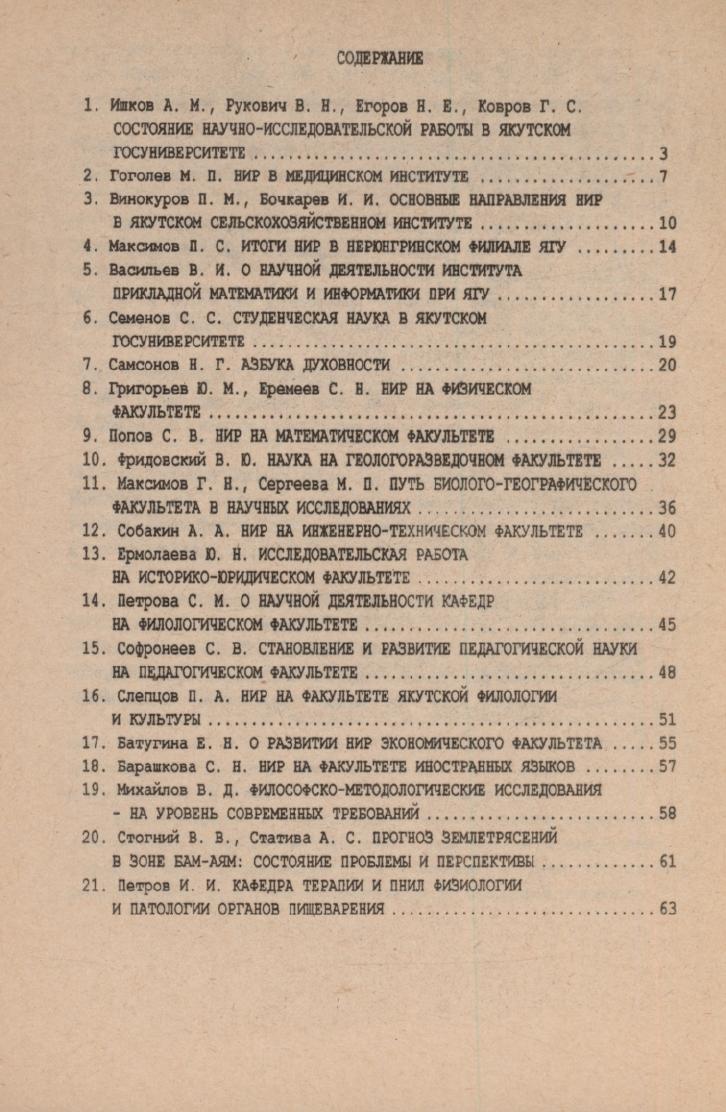 СОДЕРЖАНИЕ
1. Ишков А. М., Рукович В. Н., Егоров Н. Е., Ковров Г. С.
СОСТОЯНИЕ НАУЧНО-ИССЛЕДОВАТЕЛЬСКОЙ РАБОТЫ В ЯКУТСКОМ
ГОСУНИВЕРСИТЕТЕ ........................................ 3
2. Гоголев М. П. НИР В МЕДИЦИНСКОМ ИНСТИТУТЕ ................. 7
3. Винокуров П. М., Бочкарев И. И. ОСНОВНЫЕ НАПРАВЛЕНИЯ НИР
В ЯКУТСКОМ СЕЛЬСКОХОЗЯЙСТВЕННОМ ИНСТИТУТЕ ................. 10
4. Максимов П. С. ИТОГИ НИР В НЕРЮНГРИНСКОМ ФИЛИАЛЕ ЯГУ ........ 14
5. Васильев В. И. О НАУЧНОЙ ДЕЯТЕЛЬНОСТИ ИНСТИТУТА
ПРИКЛАДНОЙ МАТЕМАТИКИ И ИНФОРМАТИКИ ПРИ ЯГУ ............... 17
6. Семенов С. С. СТУДЕНЧЕСКАЯ НАУКА В ЯКУТСКОМ
ГОСУНИВЕРСИТЕТЕ ........................................ 19
7. Самсонов Н. Г. АЗБУКА ДУХОВНОСТИ ......................... 20
8. Григорьев Ю. М., Еремеев С. Н. НИР НА ФИЗИЧЕСКОМ
ФАКУЛЬТЕТЕ ............................................ 23
9. Попов С. В. НИР НА МАТЕМАТИЧЕСКОМ ФАКУЛЬТЕТЕ .............. 29
10. Фридовский В. Ю. НАУКА НА ГЕОЛОГОРАЗВЕДОЧНОМ ФАКУЛЬТЕТЕ ..... 32
11. Максимов Г. Н., Сергеева М. П. ПУТЬ БИОЛОГО-ГЕОГРАФИЧЕСКОГО
ФАКУЛЬТЕТА В НАУЧНЫХ ИССЛЕДОВАНИЯХ ....................... 36
12. Собакин А. А. НИР НА ИНЖЕНЕРНО-ТЕХНИЧЕСКОМ ФАКУЛЬТЕТЕ ....... 40
13. Ермолаева Ю. Н. ИССЛЕДОВАТЕЛЬСКАЯ РАБОТА
НА ИСТОРИКО-ЮРИДИЧЕСКОМ ФАКУЛЬТЕТЕ ....................... 42
14. Петрова С. М. О НАУЧНОЙ ДЕЯТЕЛЬНОСТИ КАФЕДР
НА ФИЛОЛОГИЧЕСКОМ ФАКУЛЬТЕТЕ ............................ 45
15. Софронеев С. В. СТАНОВЛЕНИЕ И РАЗВИТИЕ ПЕДАГОГИЧЕСКОЙ НАУКИ
НА ПЕДАГОГИЧЕСКОМ ФАКУЛЬТЕТЕ ............................ 48
16. Слепцов П. А. НИР НА ФАКУЛЬТЕТЕ ЯКУТСКОЙ ФИЛОЛОГИИ
И КУЛЬТУРЫ ............................................ 51
17. Батугина Е. Н. О РАЗВИТИИ НИР ЭКОНОМИЧЕСКОГО ФАКУЛЬТЕТА ..... 55
18. Барашкова С. Н. НИР НА ФАКУЛЬТЕТЕ ИНОСТРАННЫХ ЯЗЫКОВ ........ 57
19. Михайлов В. Д. ФИЛОСОФСКО-МЕТОДОЛОГИЧЕСКИЕ ИССЛЕДОВАНИЯ
- НА УРОВЕНЬ СОВРЕМЕННЫХ ТРЕБОВАНИЙ ...................... 58
20. Стогний В. В., Статива А. С. ПРОГНОЗ ЗЕМЛЕТРЯСЕНИЙ
В ЗОНЕ БАМ-АЯМ: СОСТОЯНИЕ ПРОБЛЕМЫ И ПЕРСПЕКТИВЫ ........... 61
21. Петров И. И. КАФЕДРА ТЕРАПИИ И ПНИЛ ФИЗИОЛОГИИ
И ПАТОЛОГИИ ОРГАНОВ ПИЩЕВАРЕНИЯ .......................... 63